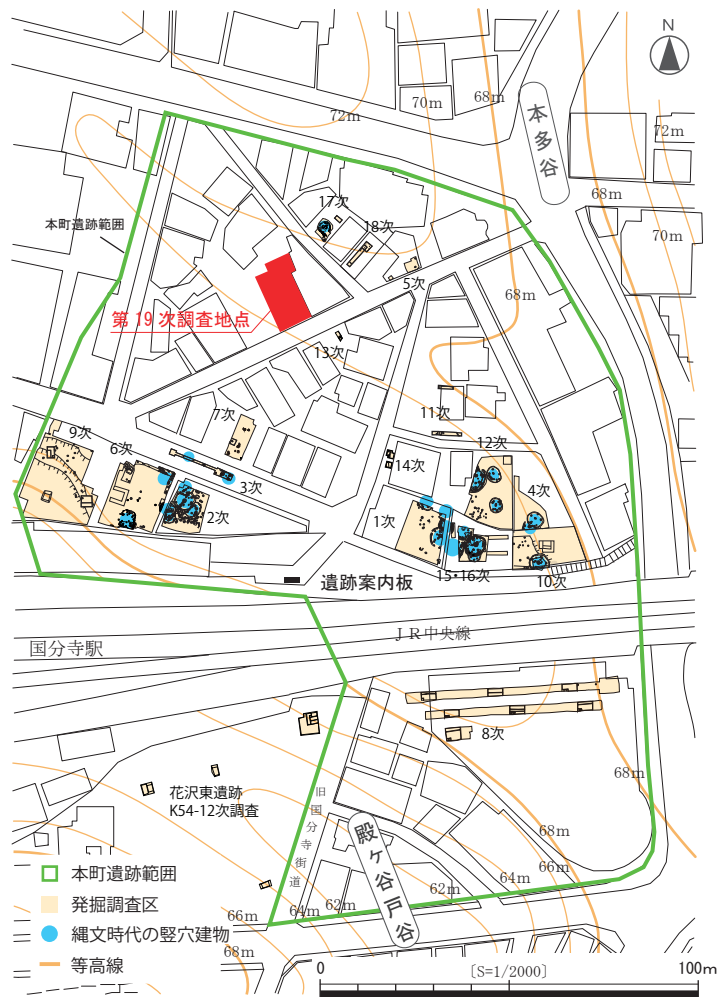 N
72m
70m
68m
本多谷
72m
68m
70m
本町遺跡範囲
17次
18次
5次
68m
第 19 次調査地点
13次
11次
7次
9次
6次
12次
14次
3次
4次
2次
1次
15・16次
10次
遺跡案内板
国分寺駅
JR中央線
8次
68m
花沢東遺跡
K54-12次調査
旧国分寺街道
殿ヶ谷戸谷
68m
66m
64m
62m
62m
64m
66m
68m
本町遺跡範囲
発掘調査区
縄文時代の竪穴建物
等高線
0 [S=1/2000] 100m